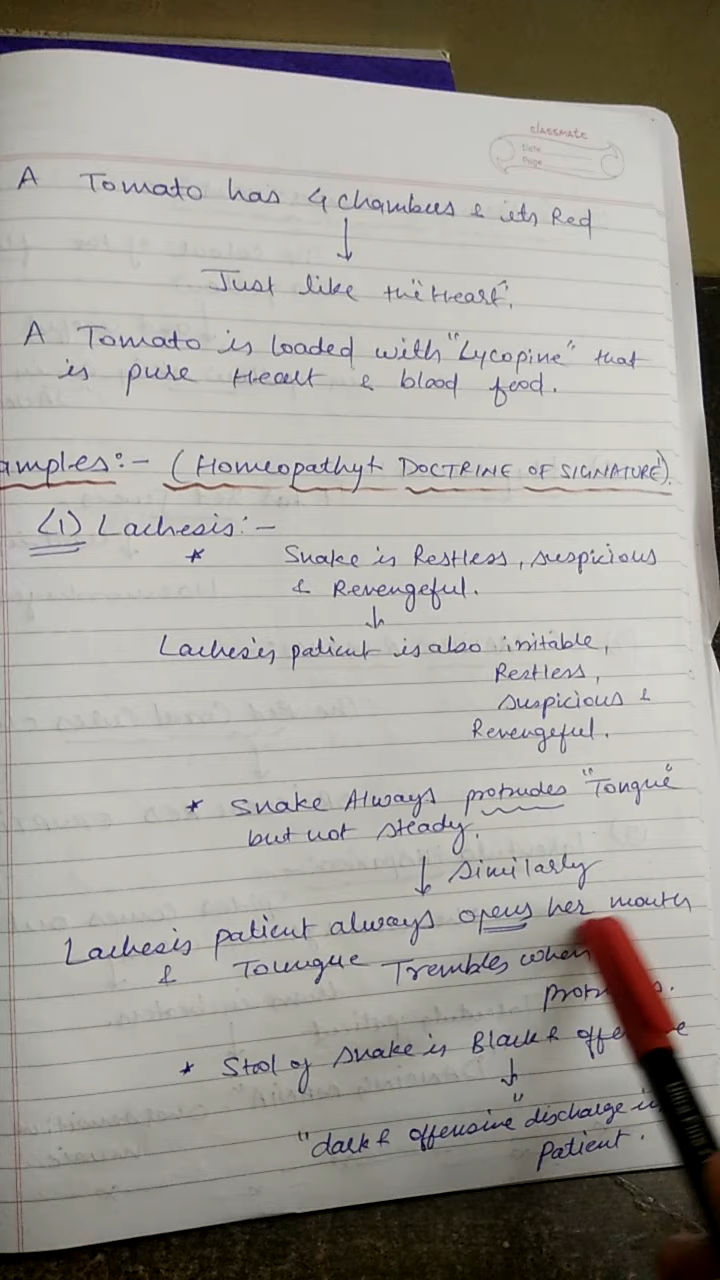 classmate
Date
Page
A Tomato has 4 chambers & its Red
↓
Just like the "Heart".
A Tomato is loaded with "Lycopine" that
is pure Heart & blood food.
amples:- (Homeopathy + DOCTRINE OF SIGNATURE).
(1) Lachesis:-
* Snake is Restless, suspicious
& Revengeful.
↓
Lachesis patient is also irritable,
Restless,
suspicious &
Revengeful.
* Snake Always protrudes "Tongue"
but not steady.
↓ Similarly
Lachesis patient always opens her mouth
& Toungue Trembles when
* Stool of snake is Black &
↓
"dark & offensive" discharge
patient.